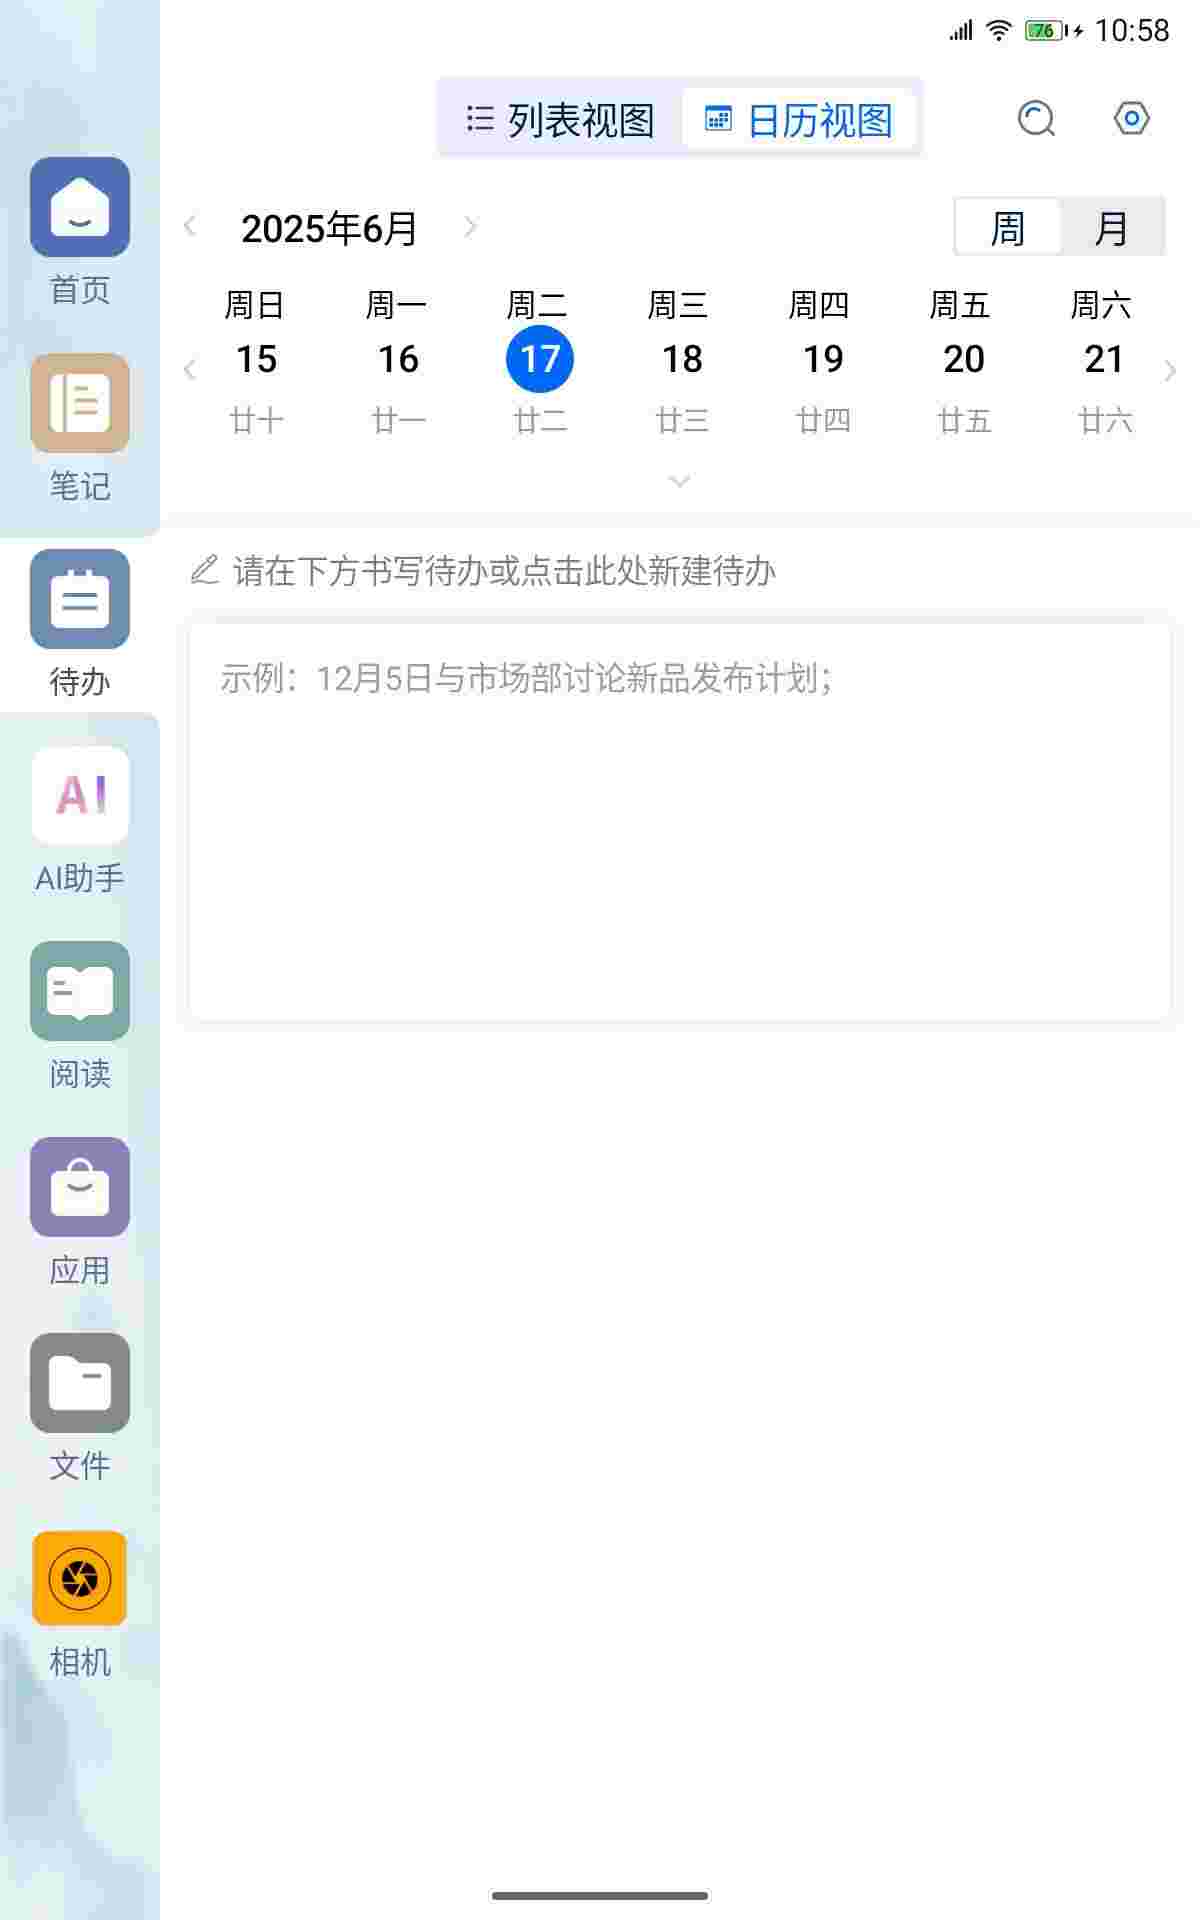 76 10:58
列表视图 日历视图
2025年6月 周 月
周日 周一 周二 周三 周四 周五 周六
15 16 17 18 19 20 21
廿十 廿一 廿二 廿三 廿四 廿五 廿六
请在下方书写待办或点击此处新建待办
示例：12月5日与市场部讨论新品发布计划；
首页
笔记
待办
AI
AI助手
阅读
应用
文件
相机